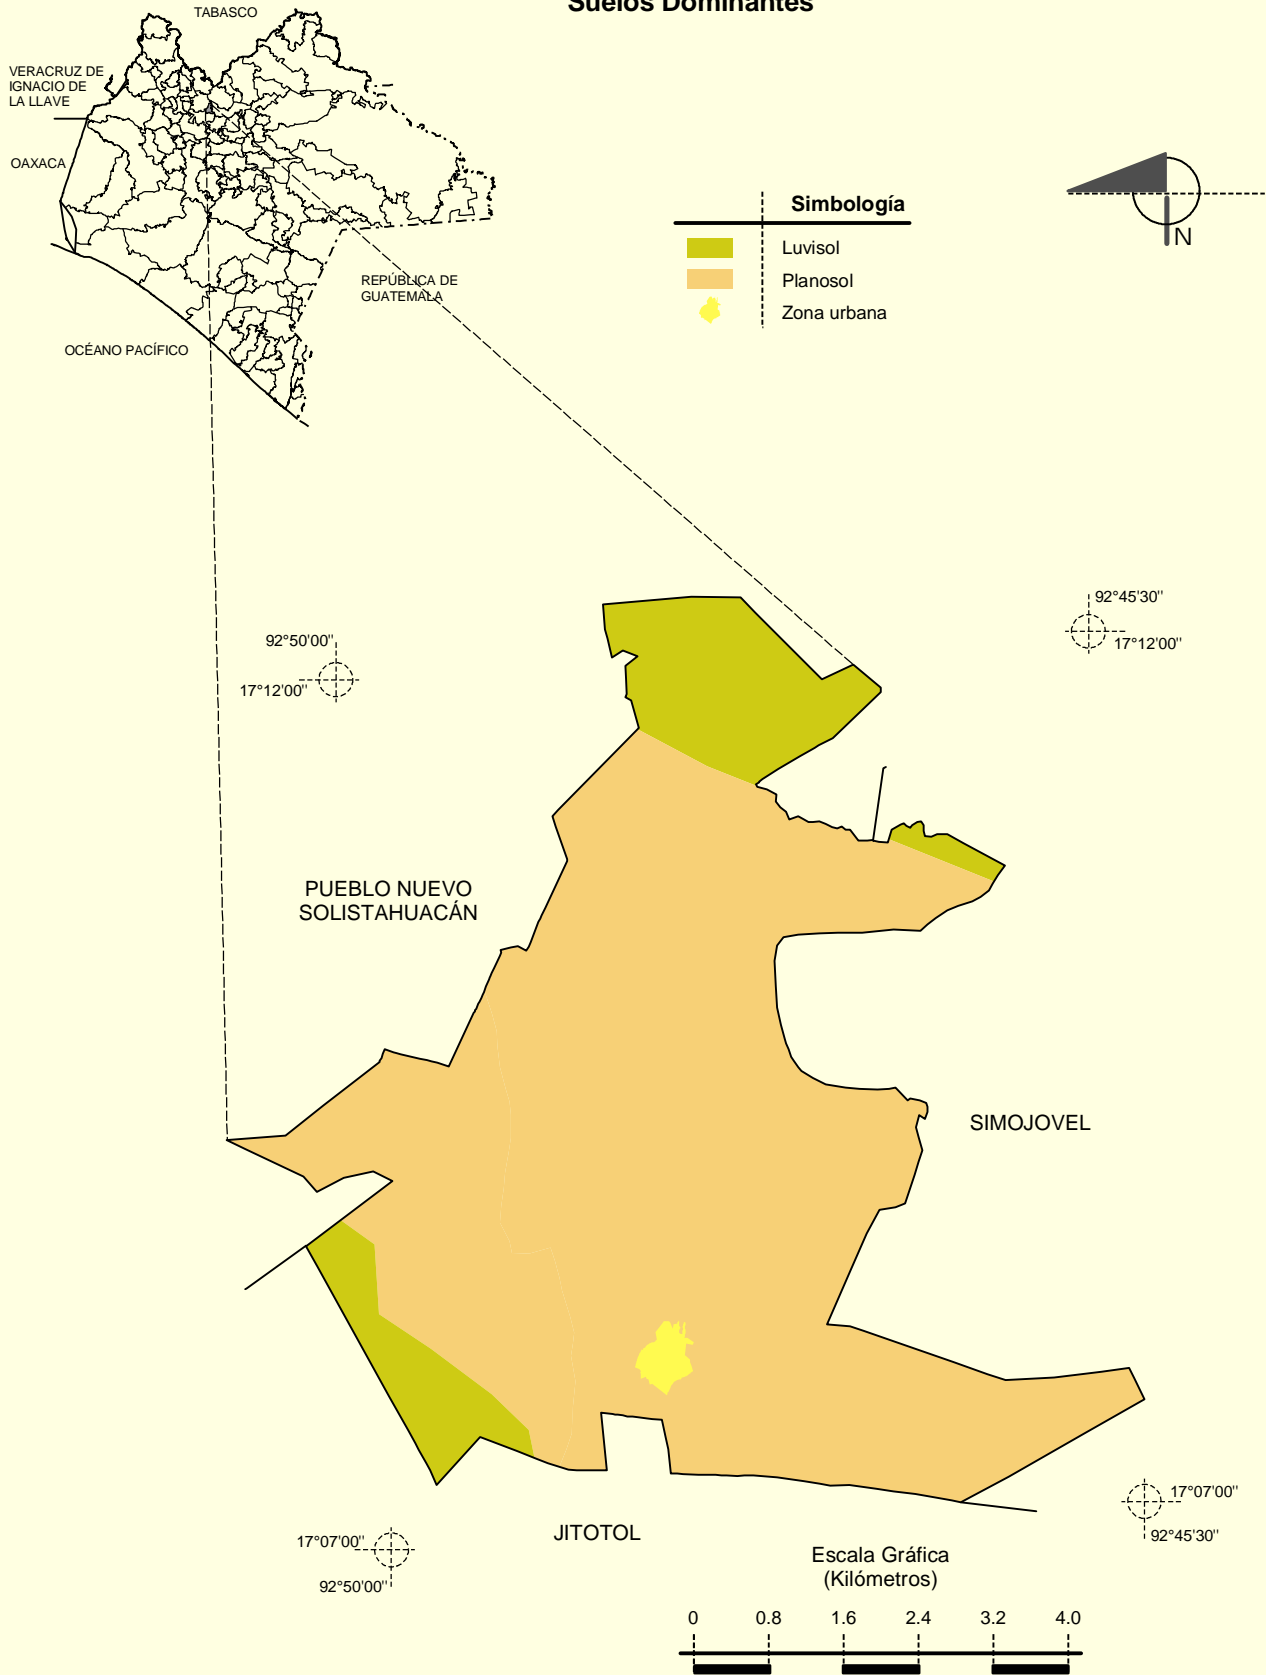 Suelos Dominantes
TABASCO
VERACRUZ DE
IGNACIO DE
LA LLAVE
OAXACA
REPÚBLICA DE
GUATEMALA
OCÉANO PACÍFICO
Simbología
Luvisol
Planosol
Zona urbana
N
92°45'30"
17°12'00"
92°50'00"
17°12'00"
PUEBLO NUEVO
SOLISTAHUACÁN
SIMOJOVEL
JITOTOL
17°07'00"
92°45'30"
17°07'00"
92°50'00"
Escala Gráfica
(Kilómetros)
0 0.8 1.6 2.4 3.2 4.0